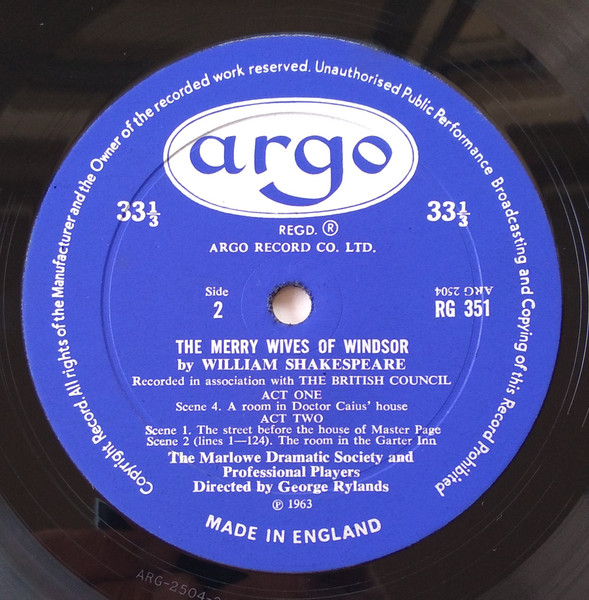 Copyright Record All rights of the Manufacturer and the Owner of the recorded work reserved. Unauthorised Public Performance Broadcasting and Copying of this Record Prohibited
argo
33⅓ 33⅓
REGD. ®
ARGO RECORD CO. LTD.
Side
2
ARG 2504
RG 351
THE MERRY WIVES OF WINDSOR
by WILLIAM SHAKESPEARE
Recorded in association with THE BRITISH COUNCIL
ACT ONE
Scene 4. A room in Doctor Caius' house
ACT TWO
Scene 1. The street before the house of Master Page
Scene 2 (lines 1—124). The room in the Garter Inn
The Marlowe Dramatic Society and
Professional Players
Directed by George Rylands
℗ 1963
MADE IN ENGLAND